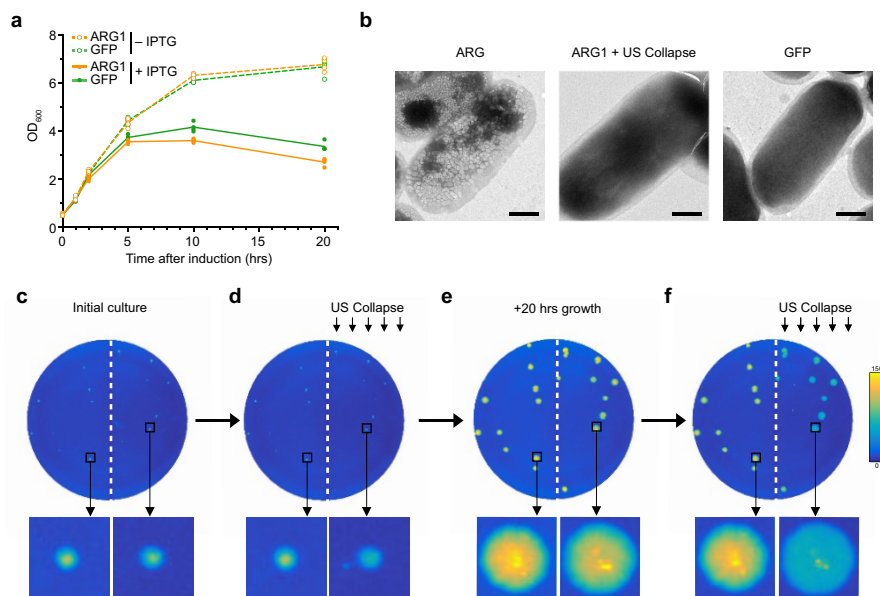 a
8
6
4
2
0
OD600
ARG1
GFP
– IPTG
ARG1
GFP
+ IPTG
0 5 10 15 20
Time after induction (hrs)
b
ARG
ARG1 + US Collapse
GFP
c
Initial culture
d
US Collapse
e
+20 hrs growth
f
US Collapse
0